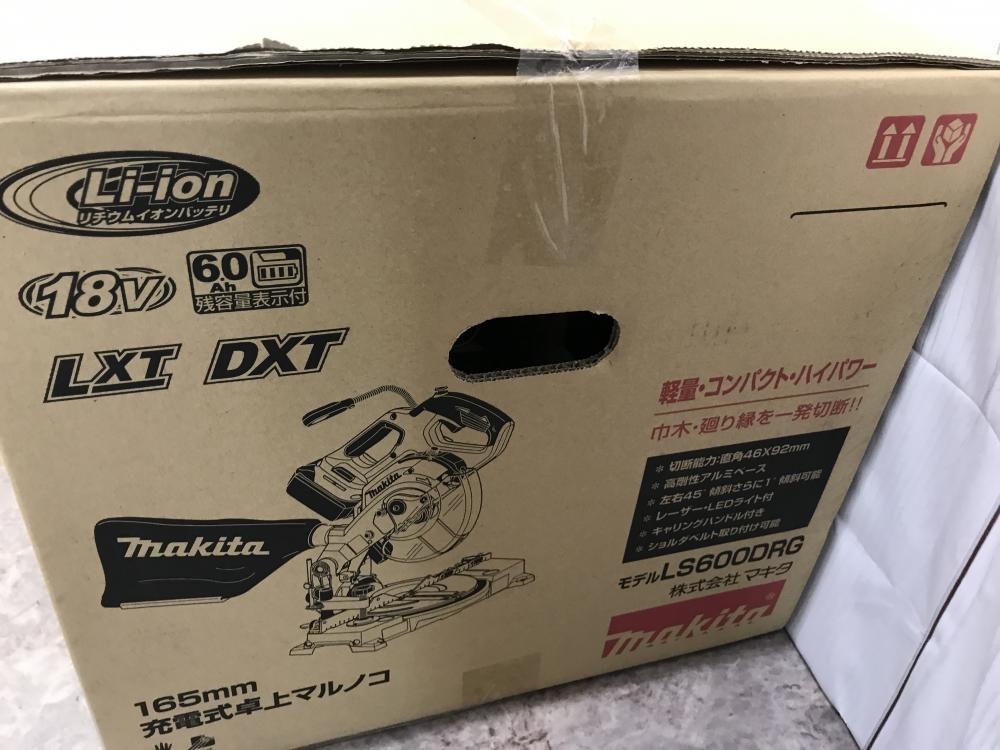 Li-ion
リチウムイオンバッテリ
18V
6.0
Ah
残容量表示付
LXT DXT
makita
makita
165mm
充電式卓上マルノコ
軽量・コンパクト・ハイパワー
巾木・廻り縁を一発切断!!
＊ 切断能力：直角46X92mm
＊ 高剛性アルミベース
＊ 左右45°傾斜さらに1°傾斜可能
＊ レーザー・LEDライト付
＊ キャリングハンドル付き
＊ ショルダベルト取り付け可能
モデルLS600DRG
株式会社 マキタ
makita